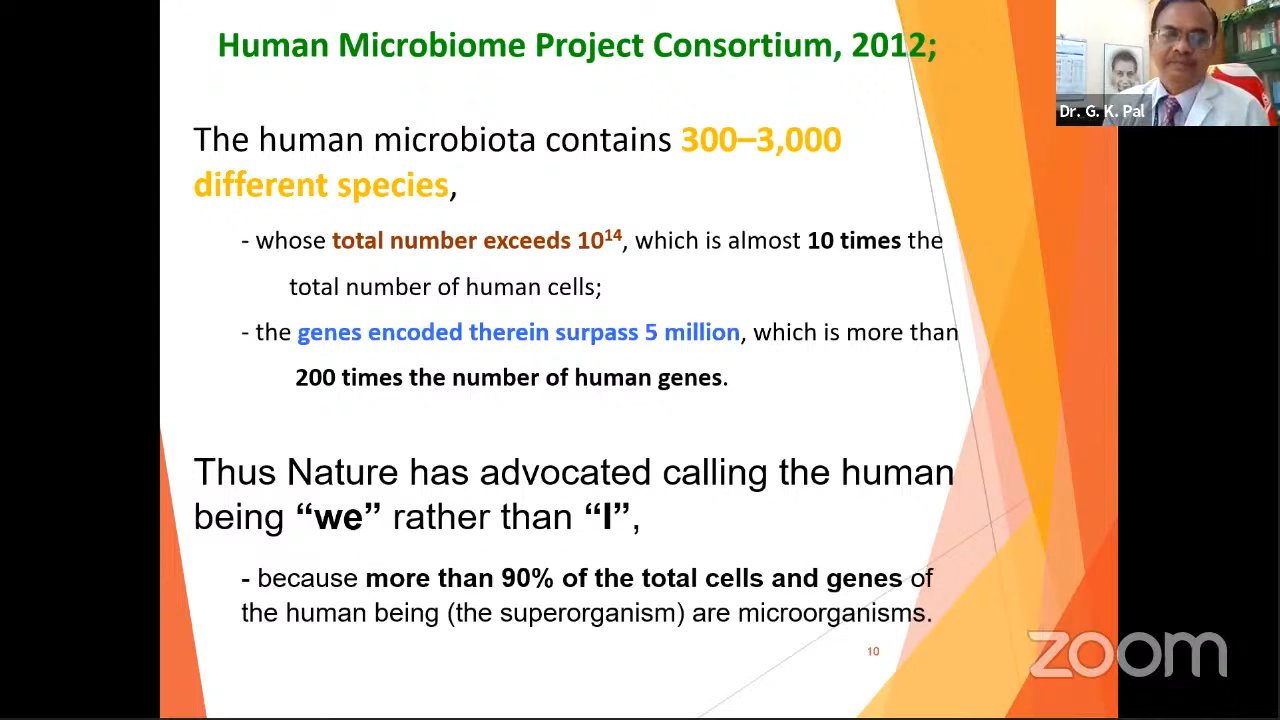 Human Microbiome Project Consortium, 2012;
Dr. G. K. Pal
The human microbiota contains 300–3,000
different species,
- whose total number exceeds 10¹⁴, which is almost 10 times the
total number of human cells;
- the genes encoded therein surpass 5 million, which is more than
200 times the number of human genes.
Thus Nature has advocated calling the human
being “we” rather than “I”,
- because more than 90% of the total cells and genes of
the human being (the superorganism) are microorganisms.
10
zoom